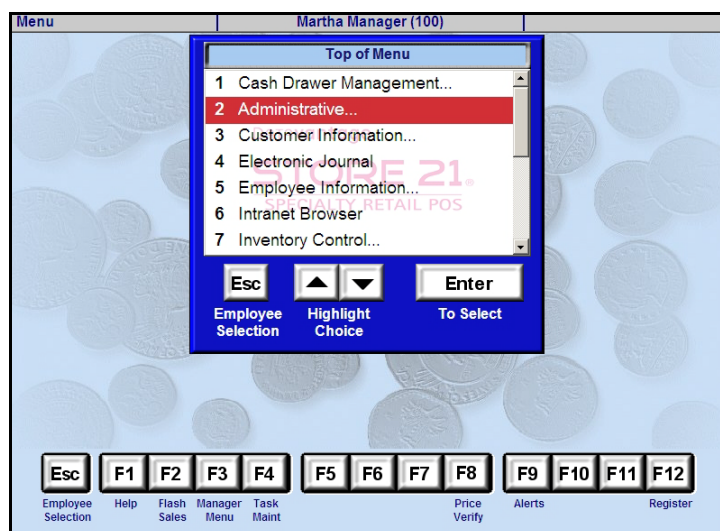 Menu
Martha Manager (100)
Top of Menu
1 Cash Drawer Management...
2 Administrative...
3 Customer Information...
4 Electronic Journal
STORE 21®
5 Employee Information...
SPECIALTY RETAIL POS
6 Intranet Browser
7 Inventory Control...
Esc
Enter
Employee Selection
Highlight Choice
To Select
Esc F1 F2 F3 F4 F5 F6 F7 F8 F9 F10 F11 F12
Employee Selection
Help
Flash Sales
Manager Menu
Task Maint
Price Verify
Alerts
Register